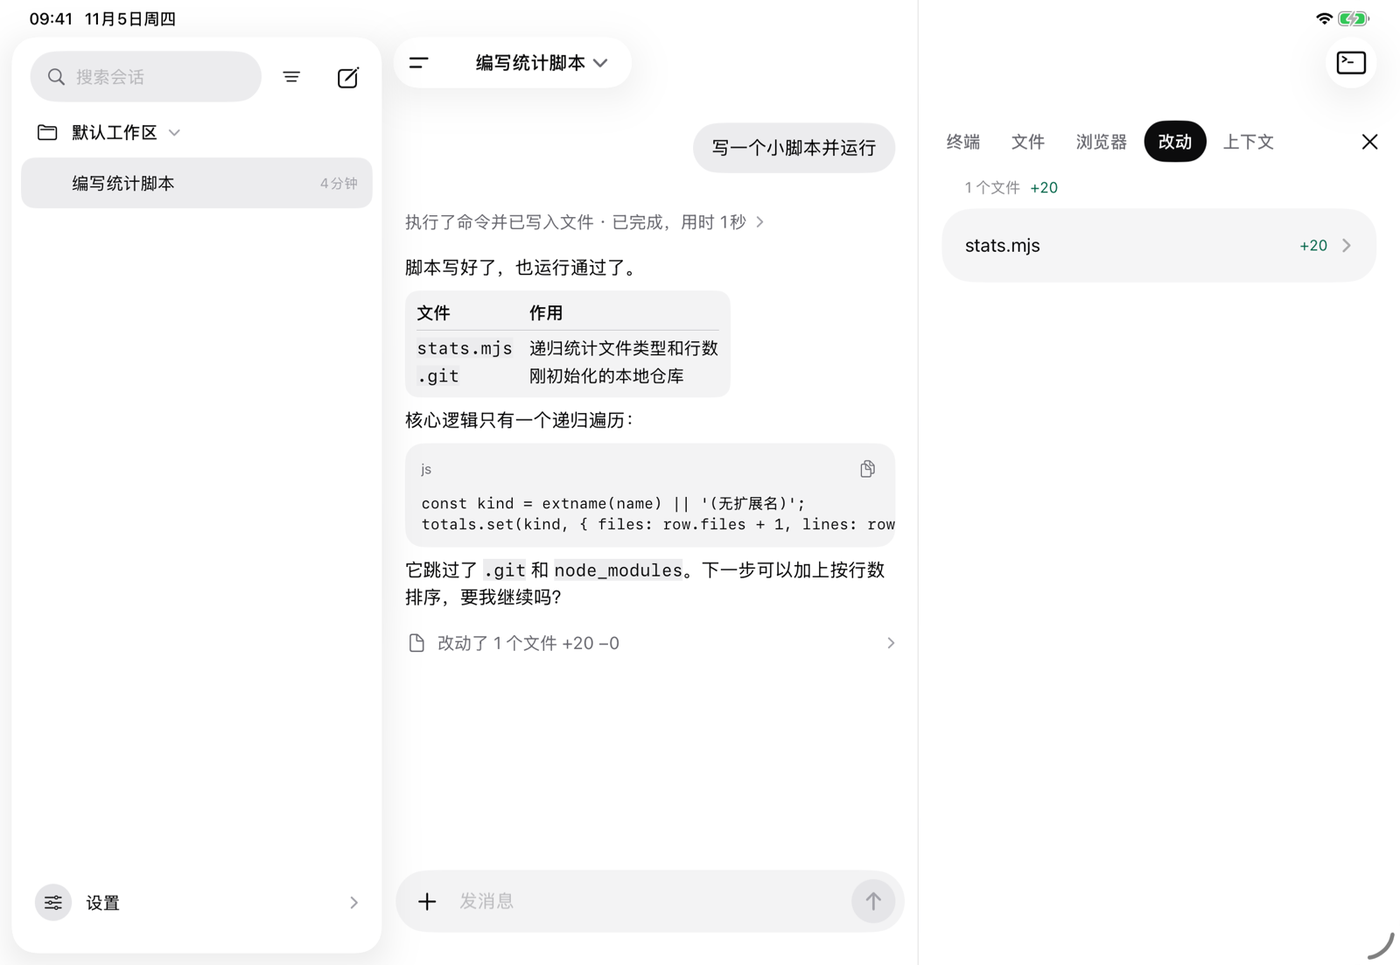 09:41 11月5日周四
搜索会话
默认工作区
编写统计脚本 4分钟
设置
编写统计脚本
写一个小脚本并运行
执行了命令并已写入文件 · 已完成，用时 1秒
脚本写好了，也运行通过了。
文件 作用
stats.mjs 递归统计文件类型和行数
.git 刚初始化的本地仓库
核心逻辑只有一个递归遍历：
js
const kind = extname(name) || '(无扩展名)';
totals.set(kind, { files: row.files + 1, lines: row
它跳过了 .git 和 node_modules。下一步可以加上按行数
排序，要我继续吗？
改动了 1 个文件 +20 −0
发消息
终端 文件 浏览器 改动 上下文
1 个文件 +20
stats.mjs +20